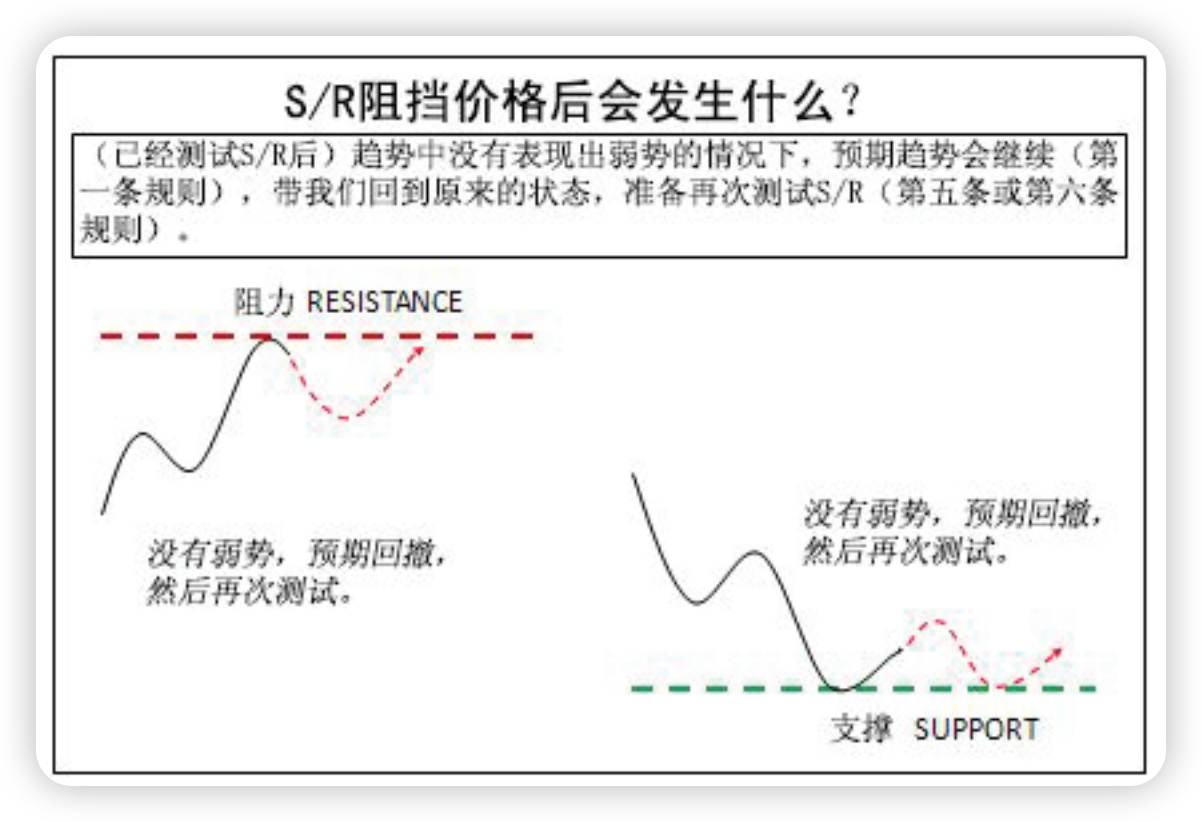 S/R阻挡价格后会发生什么？
（已经测试S/R后）趋势中没有表现出弱势的情况下，预期趋势会继续（第
一条规则），带我们回到原来的状态，准备再次测试S/R（第五条或第六条
规则）。
阻力 RESISTANCE
没有弱势，预期回撤，
然后再次测试。
没有弱势，预期回撤，
然后再次测试。
支撑 SUPPORT